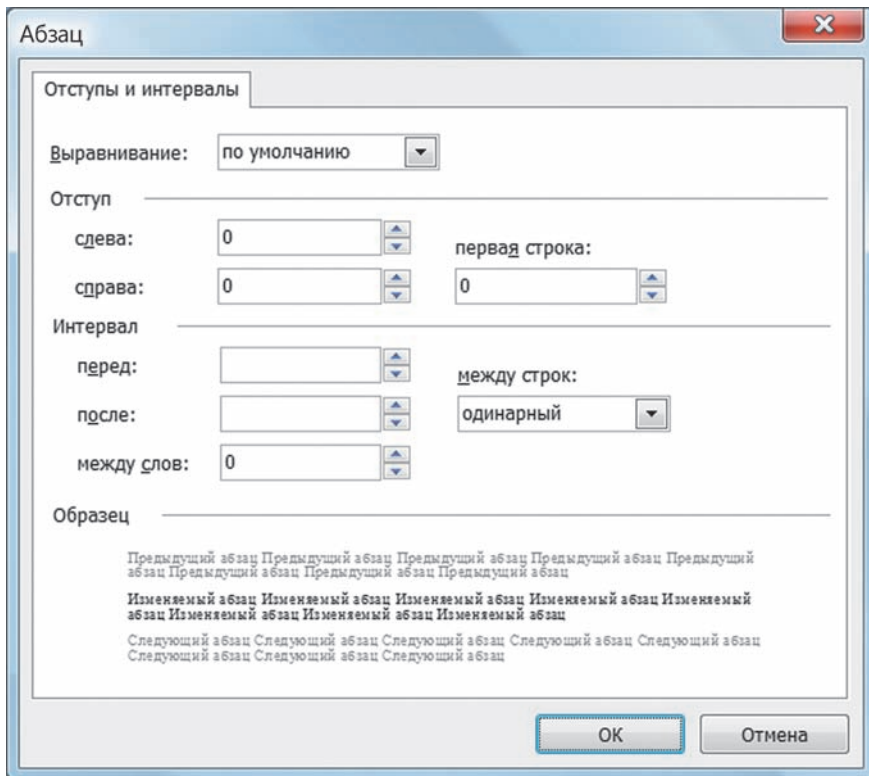 Абзац
Отступы и интервалы
Выравнивание: по умолчанию
Отступ
слева: 0
первая строка:
справа: 0 0
Интервал
перед:
между строк:
после: одинарный
между слов: 0
Образец
Предыдущий абзац Предыдущий абзац Предыдущий абзац Предыдущий абзац Предыдущий
абзац Предыдущий абзац Предыдущий абзац Предыдущий абзац
Изменяемый абзац Изменяемый абзац Изменяемый абзац Изменяемый абзац Изменяемый
абзац Изменяемый абзац Изменяемый абзац Изменяемый абзац
Следующий абзац Следующий абзац Следующий абзац Следующий абзац Следующий абзац
Следующий абзац Следующий абзац Следующий абзац
ОК Отмена